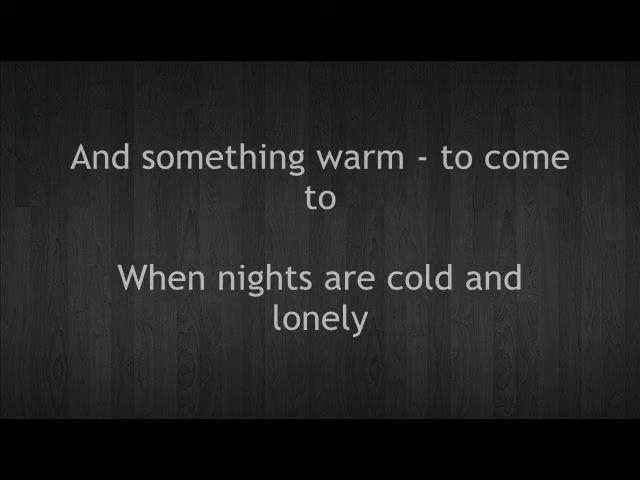 And something warm - to come
to
When nights are cold and
lonely